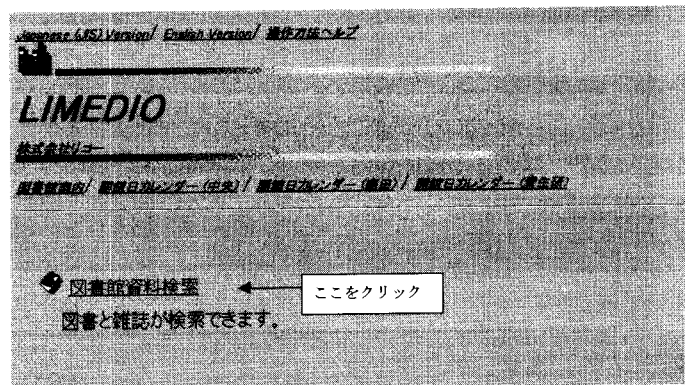 Japanese (JIS) Version/ English Version/ 操作方法ヘルプ
LIMEDIO
株式会社リコー
図書館案内/ 開館日カレンダー (中央) / 開館日カレンダー ( ) / 開館日カレンダー ( )
図書館資料検索
ここをクリック
図書と雑誌が検索できます.